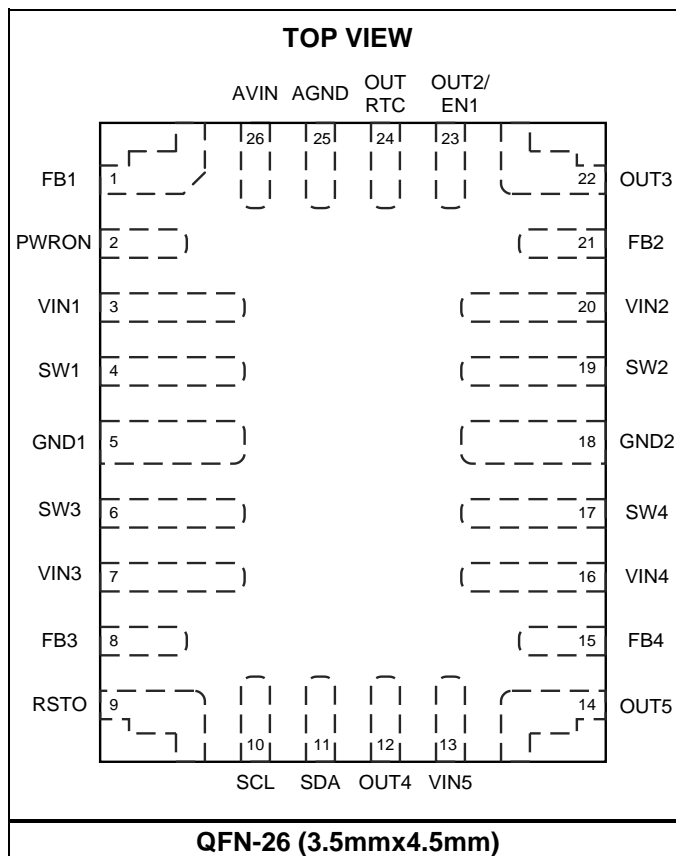 TOP VIEW
AVIN AGND OUT RTC OUT2/ EN1
26 25 24 23
FB1 1 22 OUT3
PWRON 2 21 FB2
VIN1 3 20 VIN2
SW1 4 19 SW2
GND1 5 18 GND2
SW3 6 17 SW4
VIN3 7 16 VIN4
FB3 8 15 FB4
RSTO 9 14 OUT5
10 11 12 13
SCL SDA OUT4 VIN5
QFN-26 (3.5mmx4.5mm)